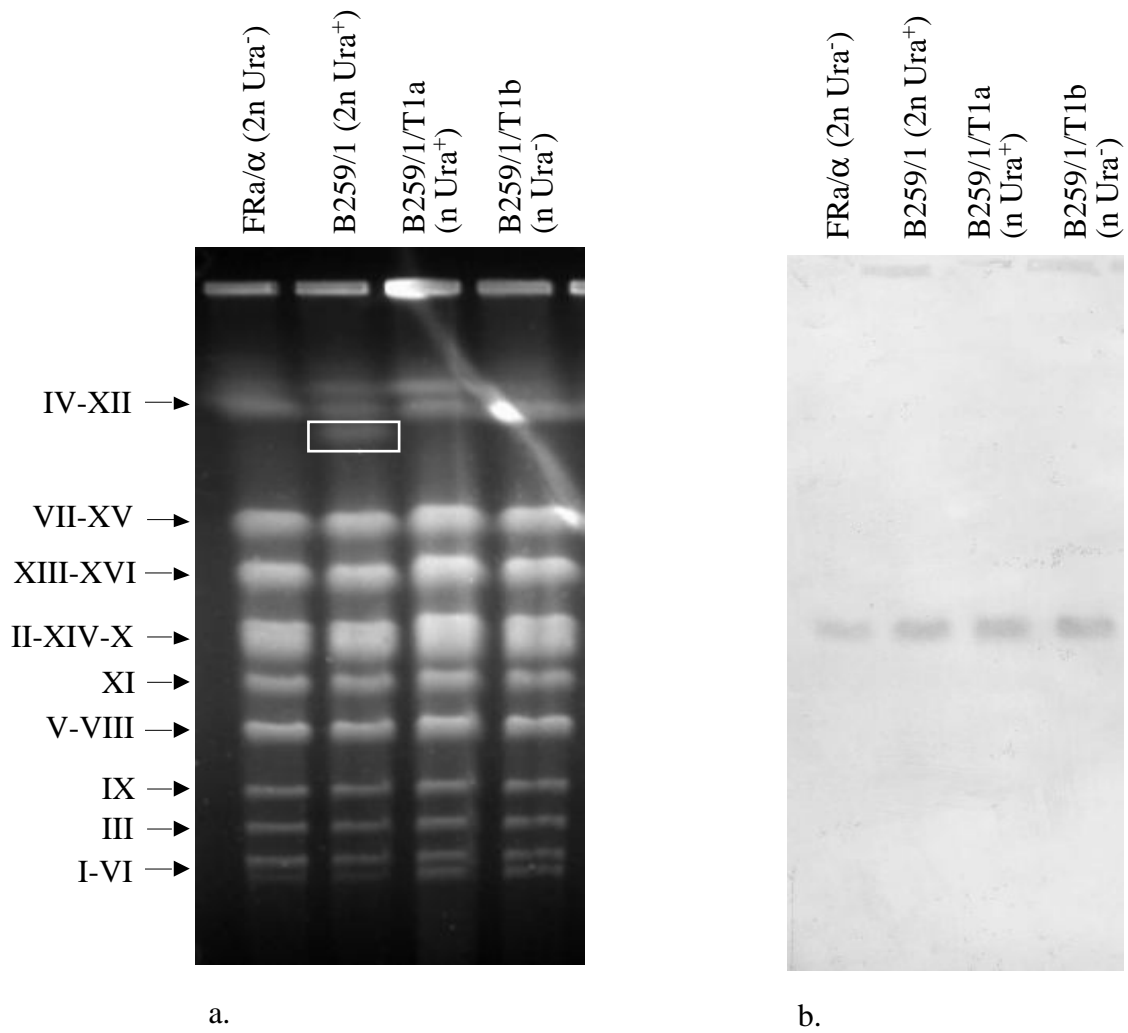 FRa/α (2n Ura⁻)
B259/1 (2n Ura⁺)
B259/1/T1a
(n Ura⁺)
B259/1/T1b
(n Ura⁻)
FRa/α (2n Ura⁻)
B259/1 (2n Ura⁺)
B259/1/T1a
(n Ura⁺)
B259/1/T1b
(n Ura⁻)
IV-XII
VII-XV
XIII-XVI
II-XIV-X
XI
V-VIII
IX
III
I-VI
a.
b.